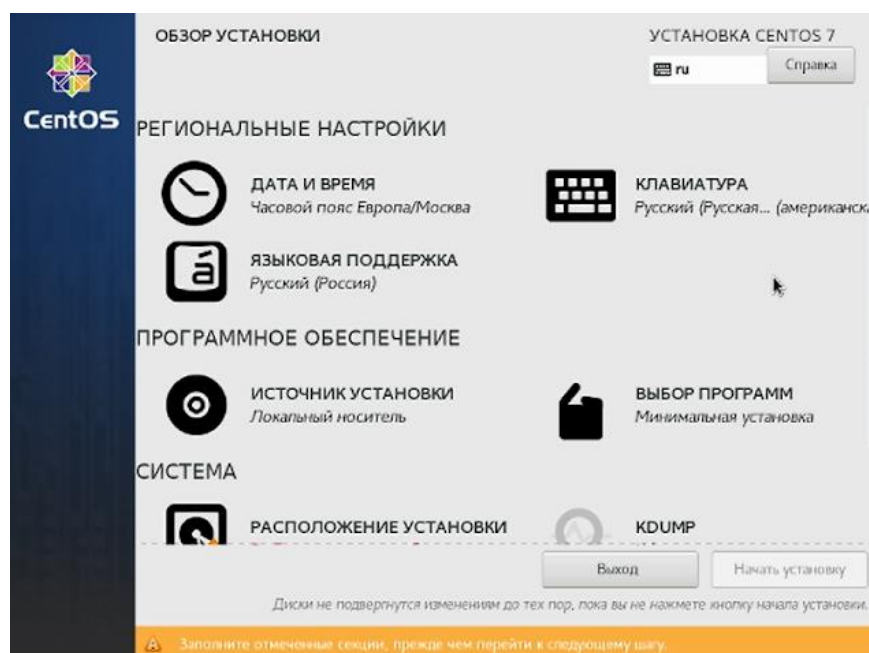 ОБЗОР УСТАНОВКИ
УСТАНОВКА CENTOS 7
ru
Справка
CentOS
РЕГИОНАЛЬНЫЕ НАСТРОЙКИ
ДАТА И ВРЕМЯ
Часовой пояс Европа/Москва
КЛАВИАТУРА
Русский (Русская... (американска
ЯЗЫКОВАЯ ПОДДЕРЖКА
Русский (Россия)
ПРОГРАММНОЕ ОБЕСПЕЧЕНИЕ
ИСТОЧНИК УСТАНОВКИ
Локальный носитель
ВЫБОР ПРОГРАММ
Минимальная установка
СИСТЕМА
РАСПОЛОЖЕНИЕ УСТАНОВКИ
KDUMP
Выход
Начать установку
Диски не подвергнутся изменениям до тех пор, пока вы не нажмете кнопку начала установки.
Заполните отмеченные секции, прежде чем перейти к следующему шагу.